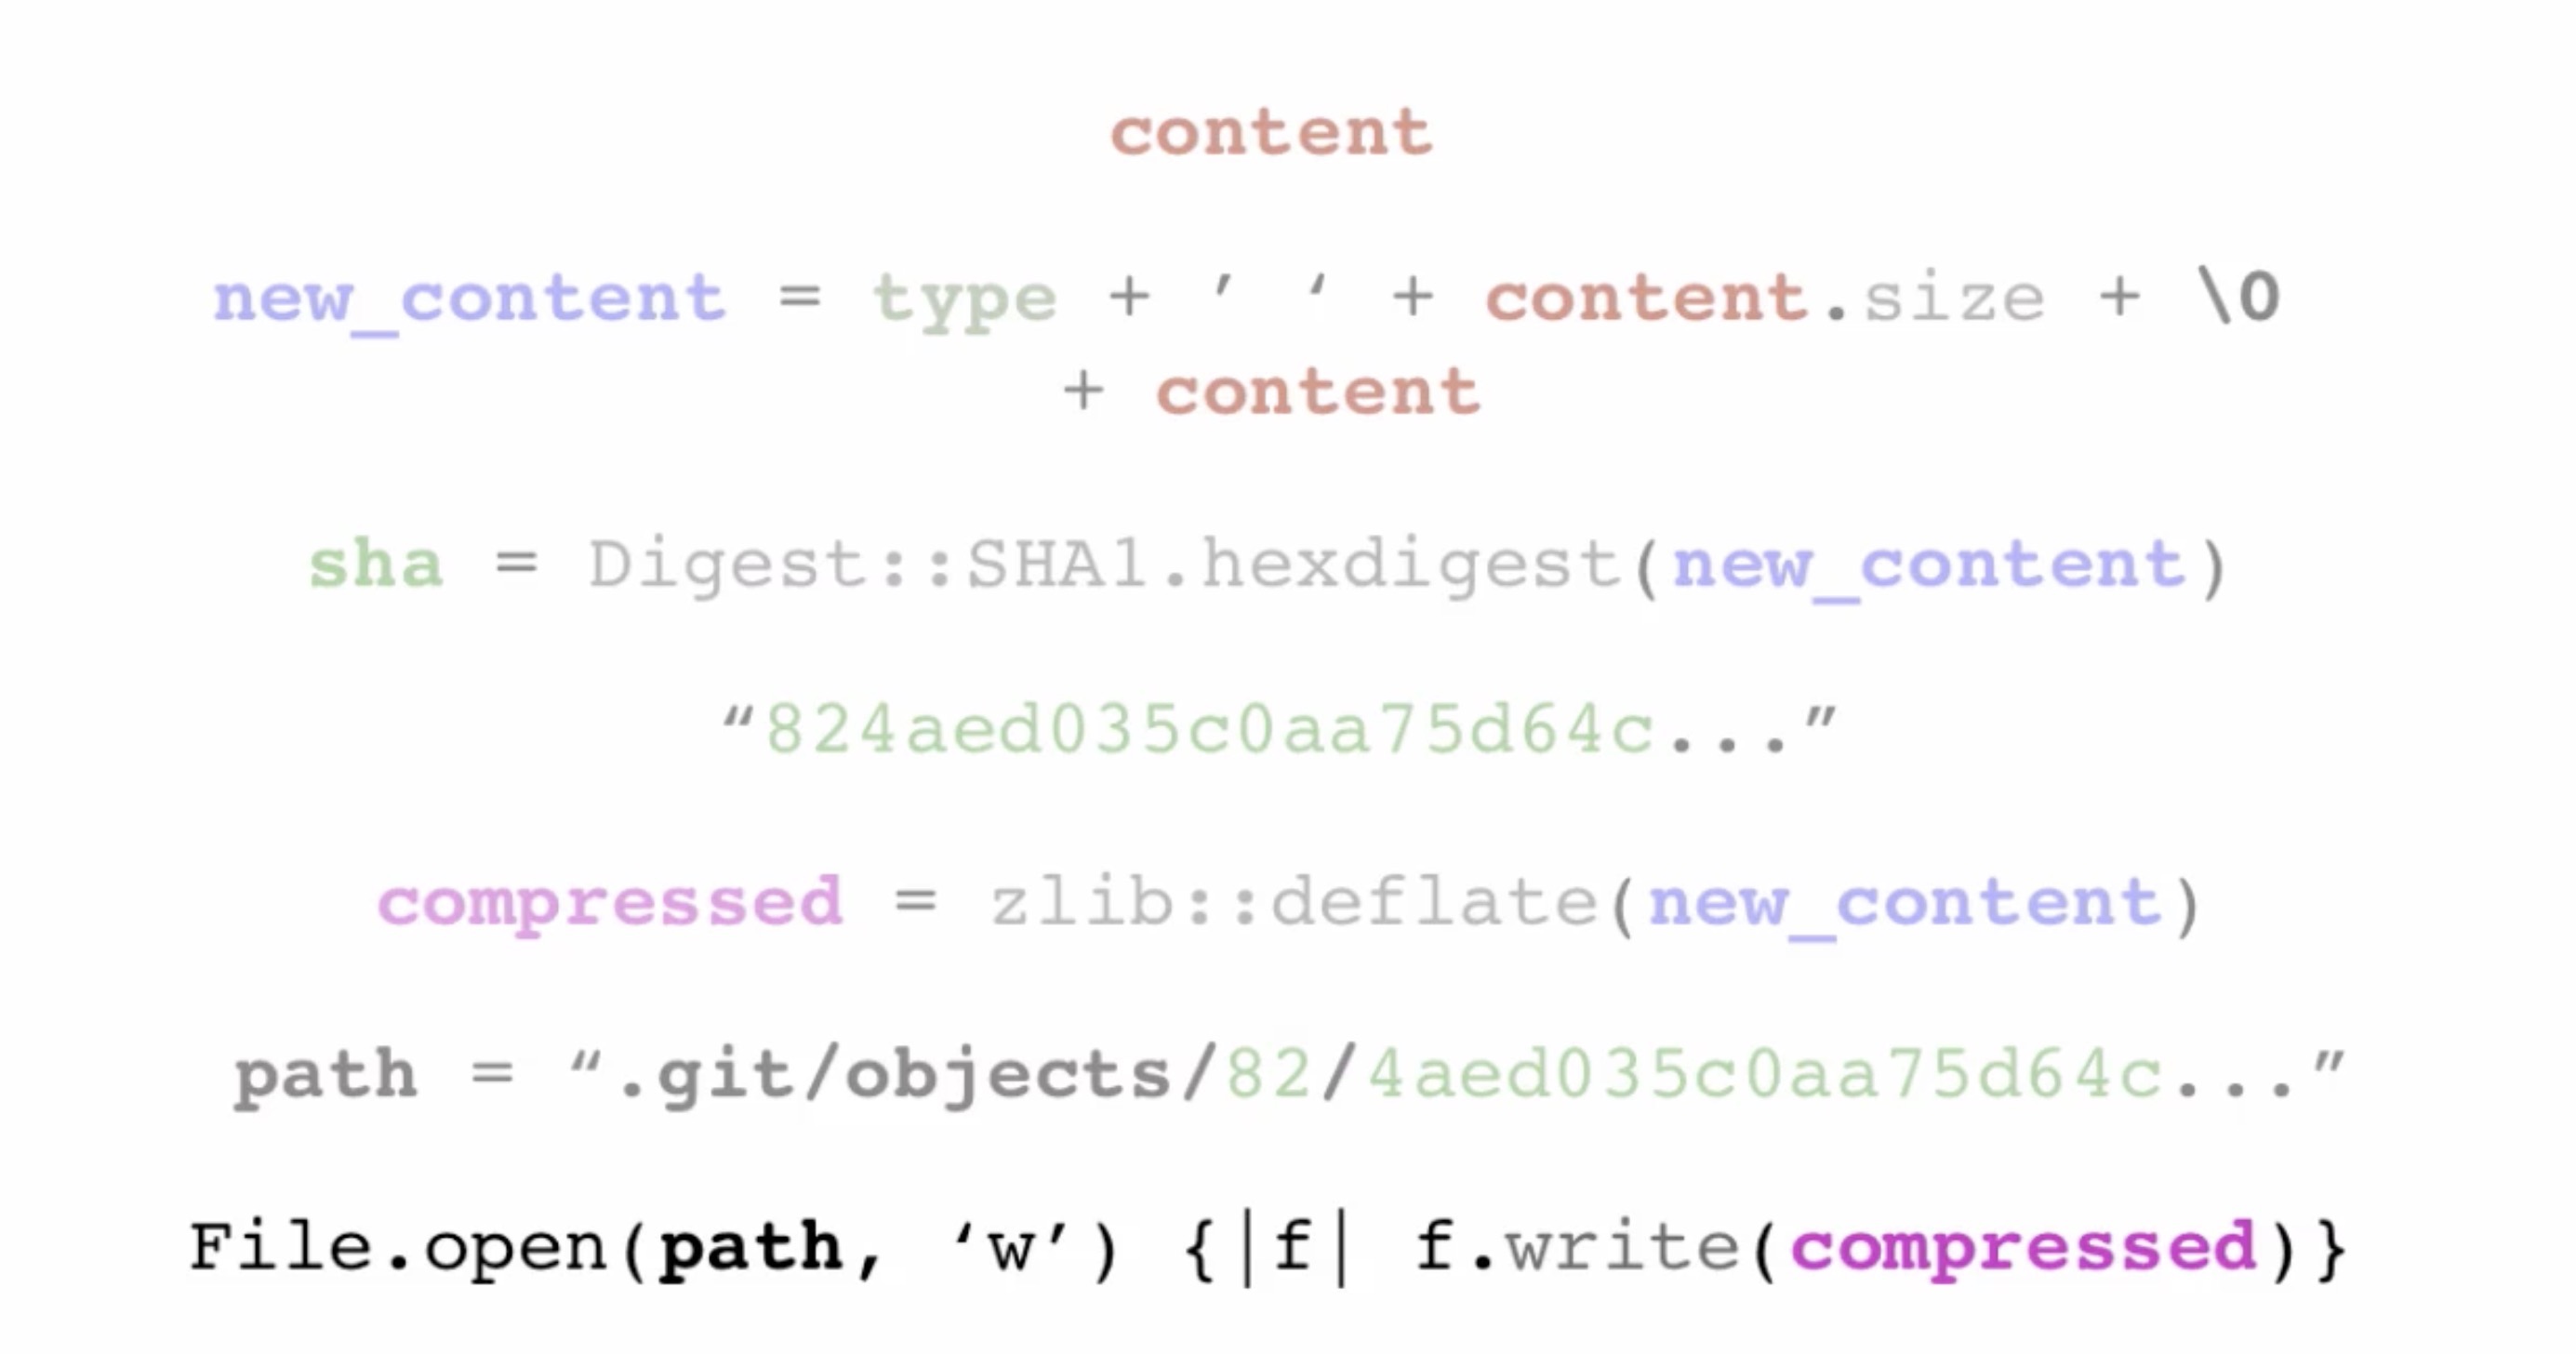 content
new_content = type + ’ ‘ + content.size + \0
+ content
sha = Digest::SHA1.hexdigest(new_content)
“824aed035c0aa75d64c...”
compressed = zlib::deflate(new_content)
path = “.git/objects/82/4aed035c0aa75d64c...”
File.open(path, ‘w’) {|f| f.write(compressed)}